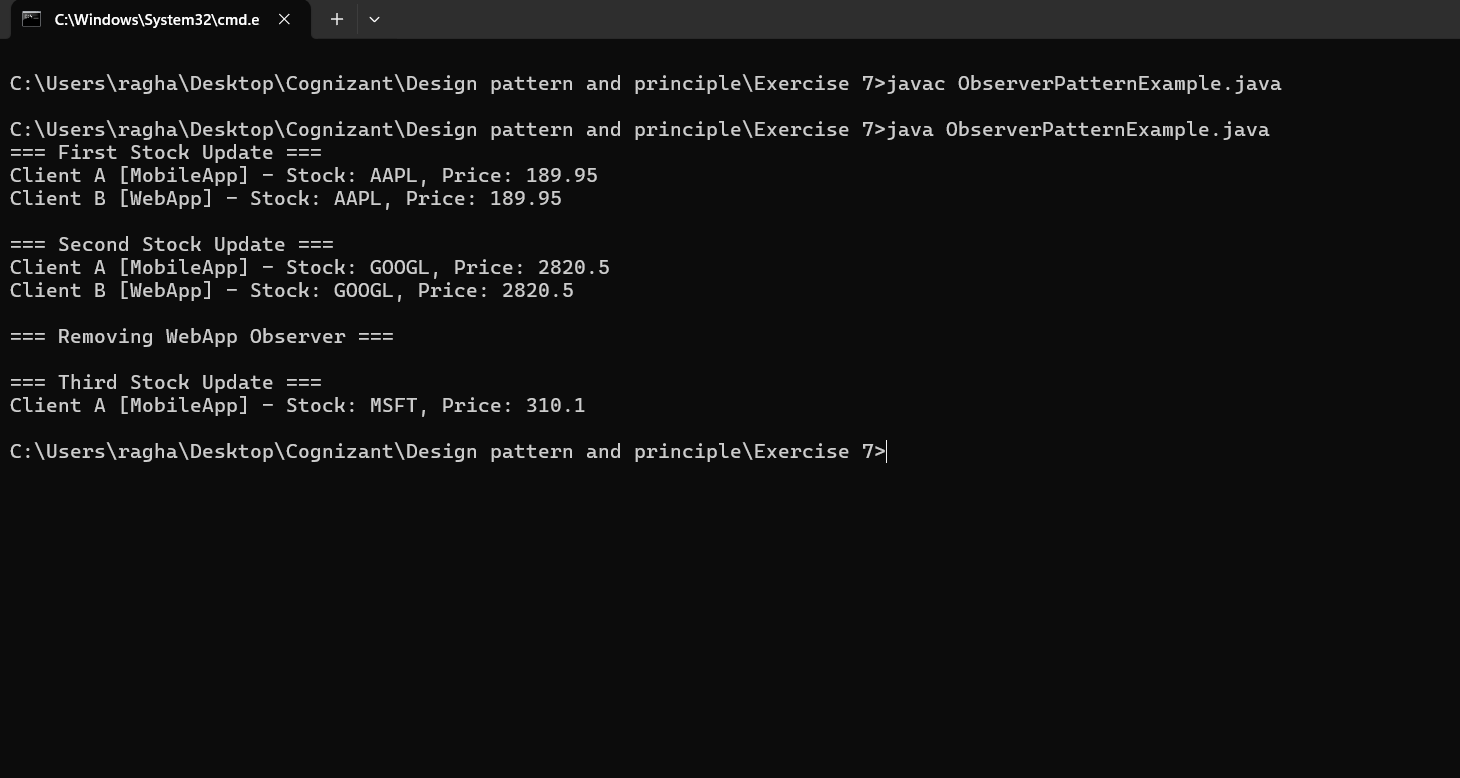 C:\Windows\System32\cmd.e
C:\Users\ragha\Desktop\Cognizant\Design pattern and principle\Exercise 7>javac ObserverPatternExample.java
C:\Users\ragha\Desktop\Cognizant\Design pattern and principle\Exercise 7>java ObserverPatternExample.java
=== First Stock Update ===
Client A [MobileApp] - Stock: AAPL, Price: 189.95
Client B [WebApp] - Stock: AAPL, Price: 189.95
=== Second Stock Update ===
Client A [MobileApp] - Stock: GOOGL, Price: 2820.5
Client B [WebApp] - Stock: GOOGL, Price: 2820.5
=== Removing WebApp Observer ===
=== Third Stock Update ===
Client A [MobileApp] - Stock: MSFT, Price: 310.1
C:\Users\ragha\Desktop\Cognizant\Design pattern and principle\Exercise 7>